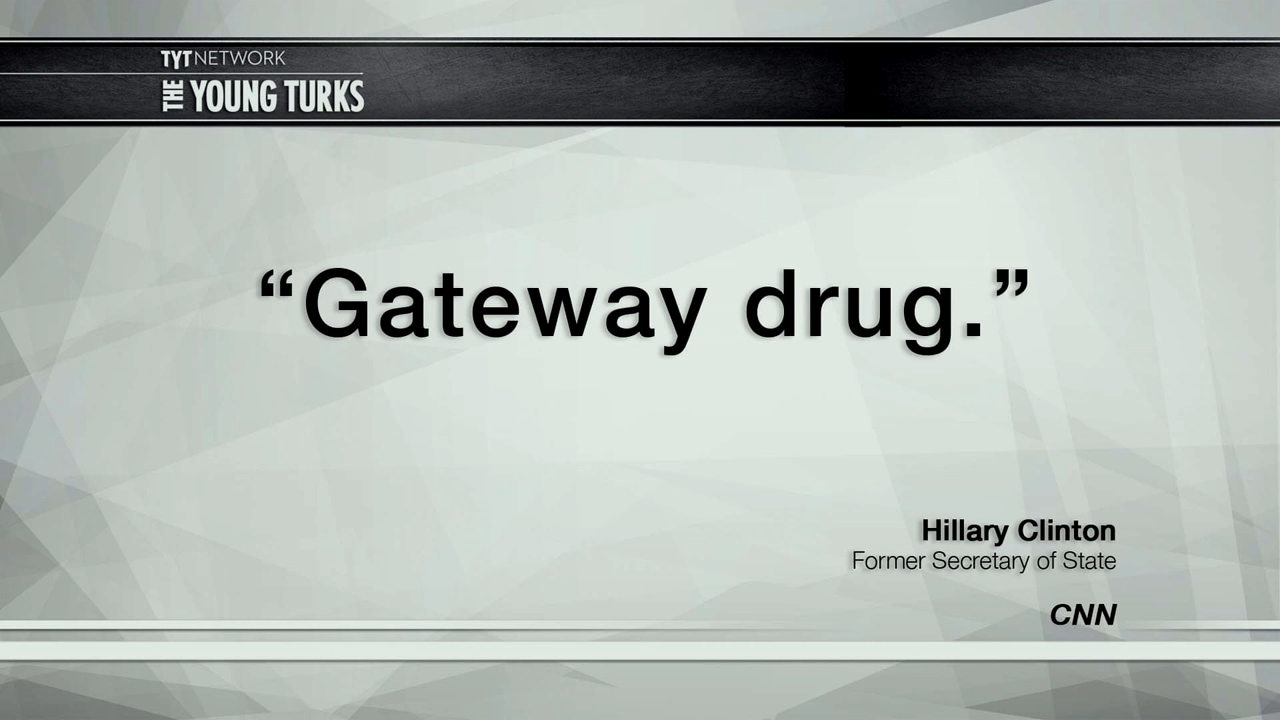 TYT NETWORK
THE YOUNG TURKS
“Gateway drug.”
Hillary Clinton
Former Secretary of State
CNN